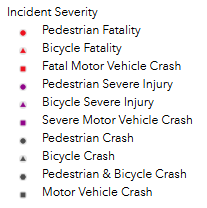 Incident Severity
Pedestrian Fatality
Bicycle Fatality
Fatal Motor Vehicle Crash
Pedestrian Severe Injury
Bicycle Severe Injury
Severe Motor Vehicle Crash
Pedestrian Crash
Bicycle Crash
Pedestrian & Bicycle Crash
Motor Vehicle Crash